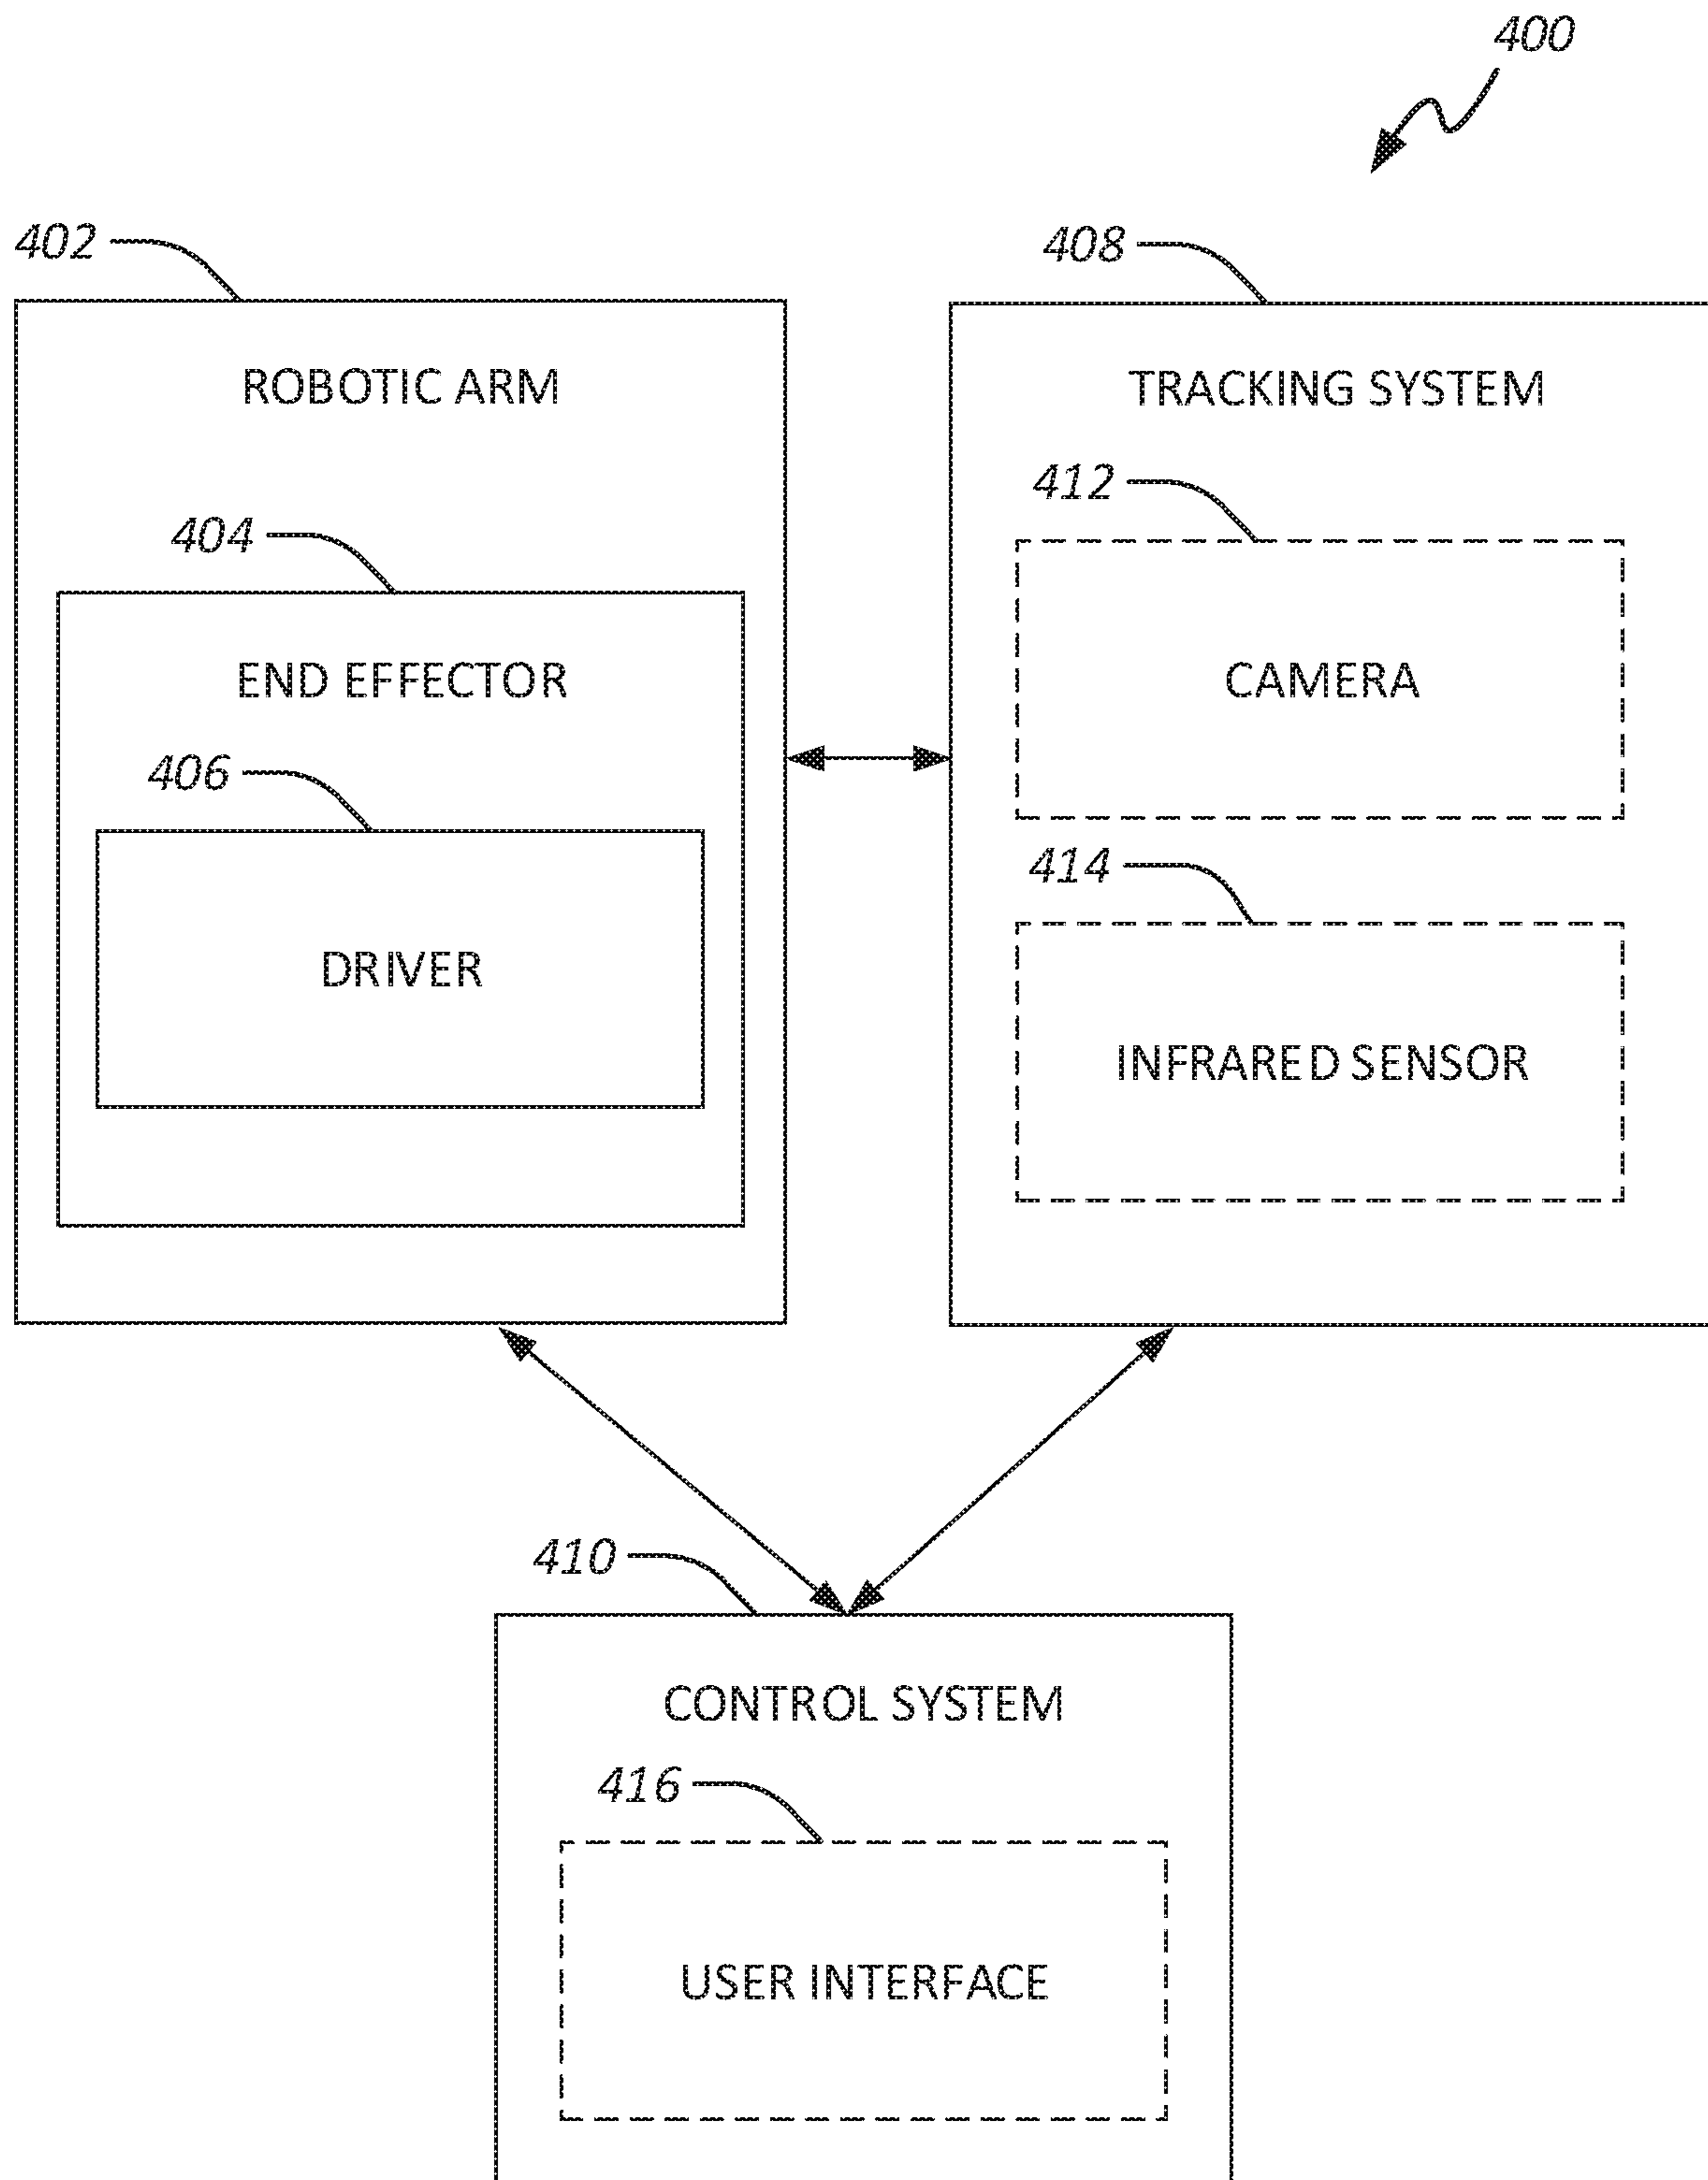 400
402
408
ROBOTIC ARM
TRACKING SYSTEM
412
404
END EFFECTOR
CAMERA
406
414
DRIVER
INFRARED SENSOR
410
CONTROL SYSTEM
416
USER INTERFACE